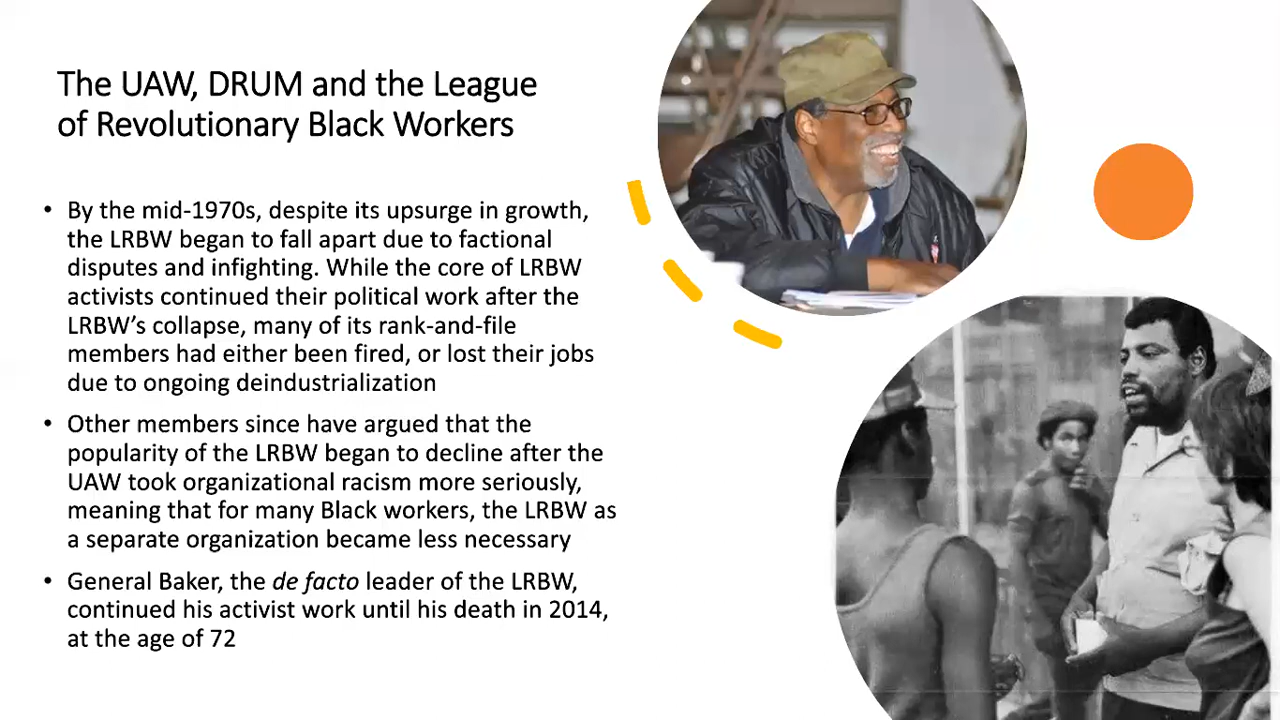 The UAW, DRUM and the League
of Revolutionary Black Workers
• By the mid-1970s, despite its upsurge in growth,
the LRBW began to fall apart due to factional
disputes and infighting. While the core of LRBW
activists continued their political work after the
LRBW’s collapse, many of its rank-and-file
members had either been fired, or lost their jobs
due to ongoing deindustrialization
• Other members since have argued that the
popularity of the LRBW began to decline after the
UAW took organizational racism more seriously,
meaning that for many Black workers, the LRBW as
a separate organization became less necessary
• General Baker, the de facto leader of the LRBW,
continued his activist work until his death in 2014,
at the age of 72